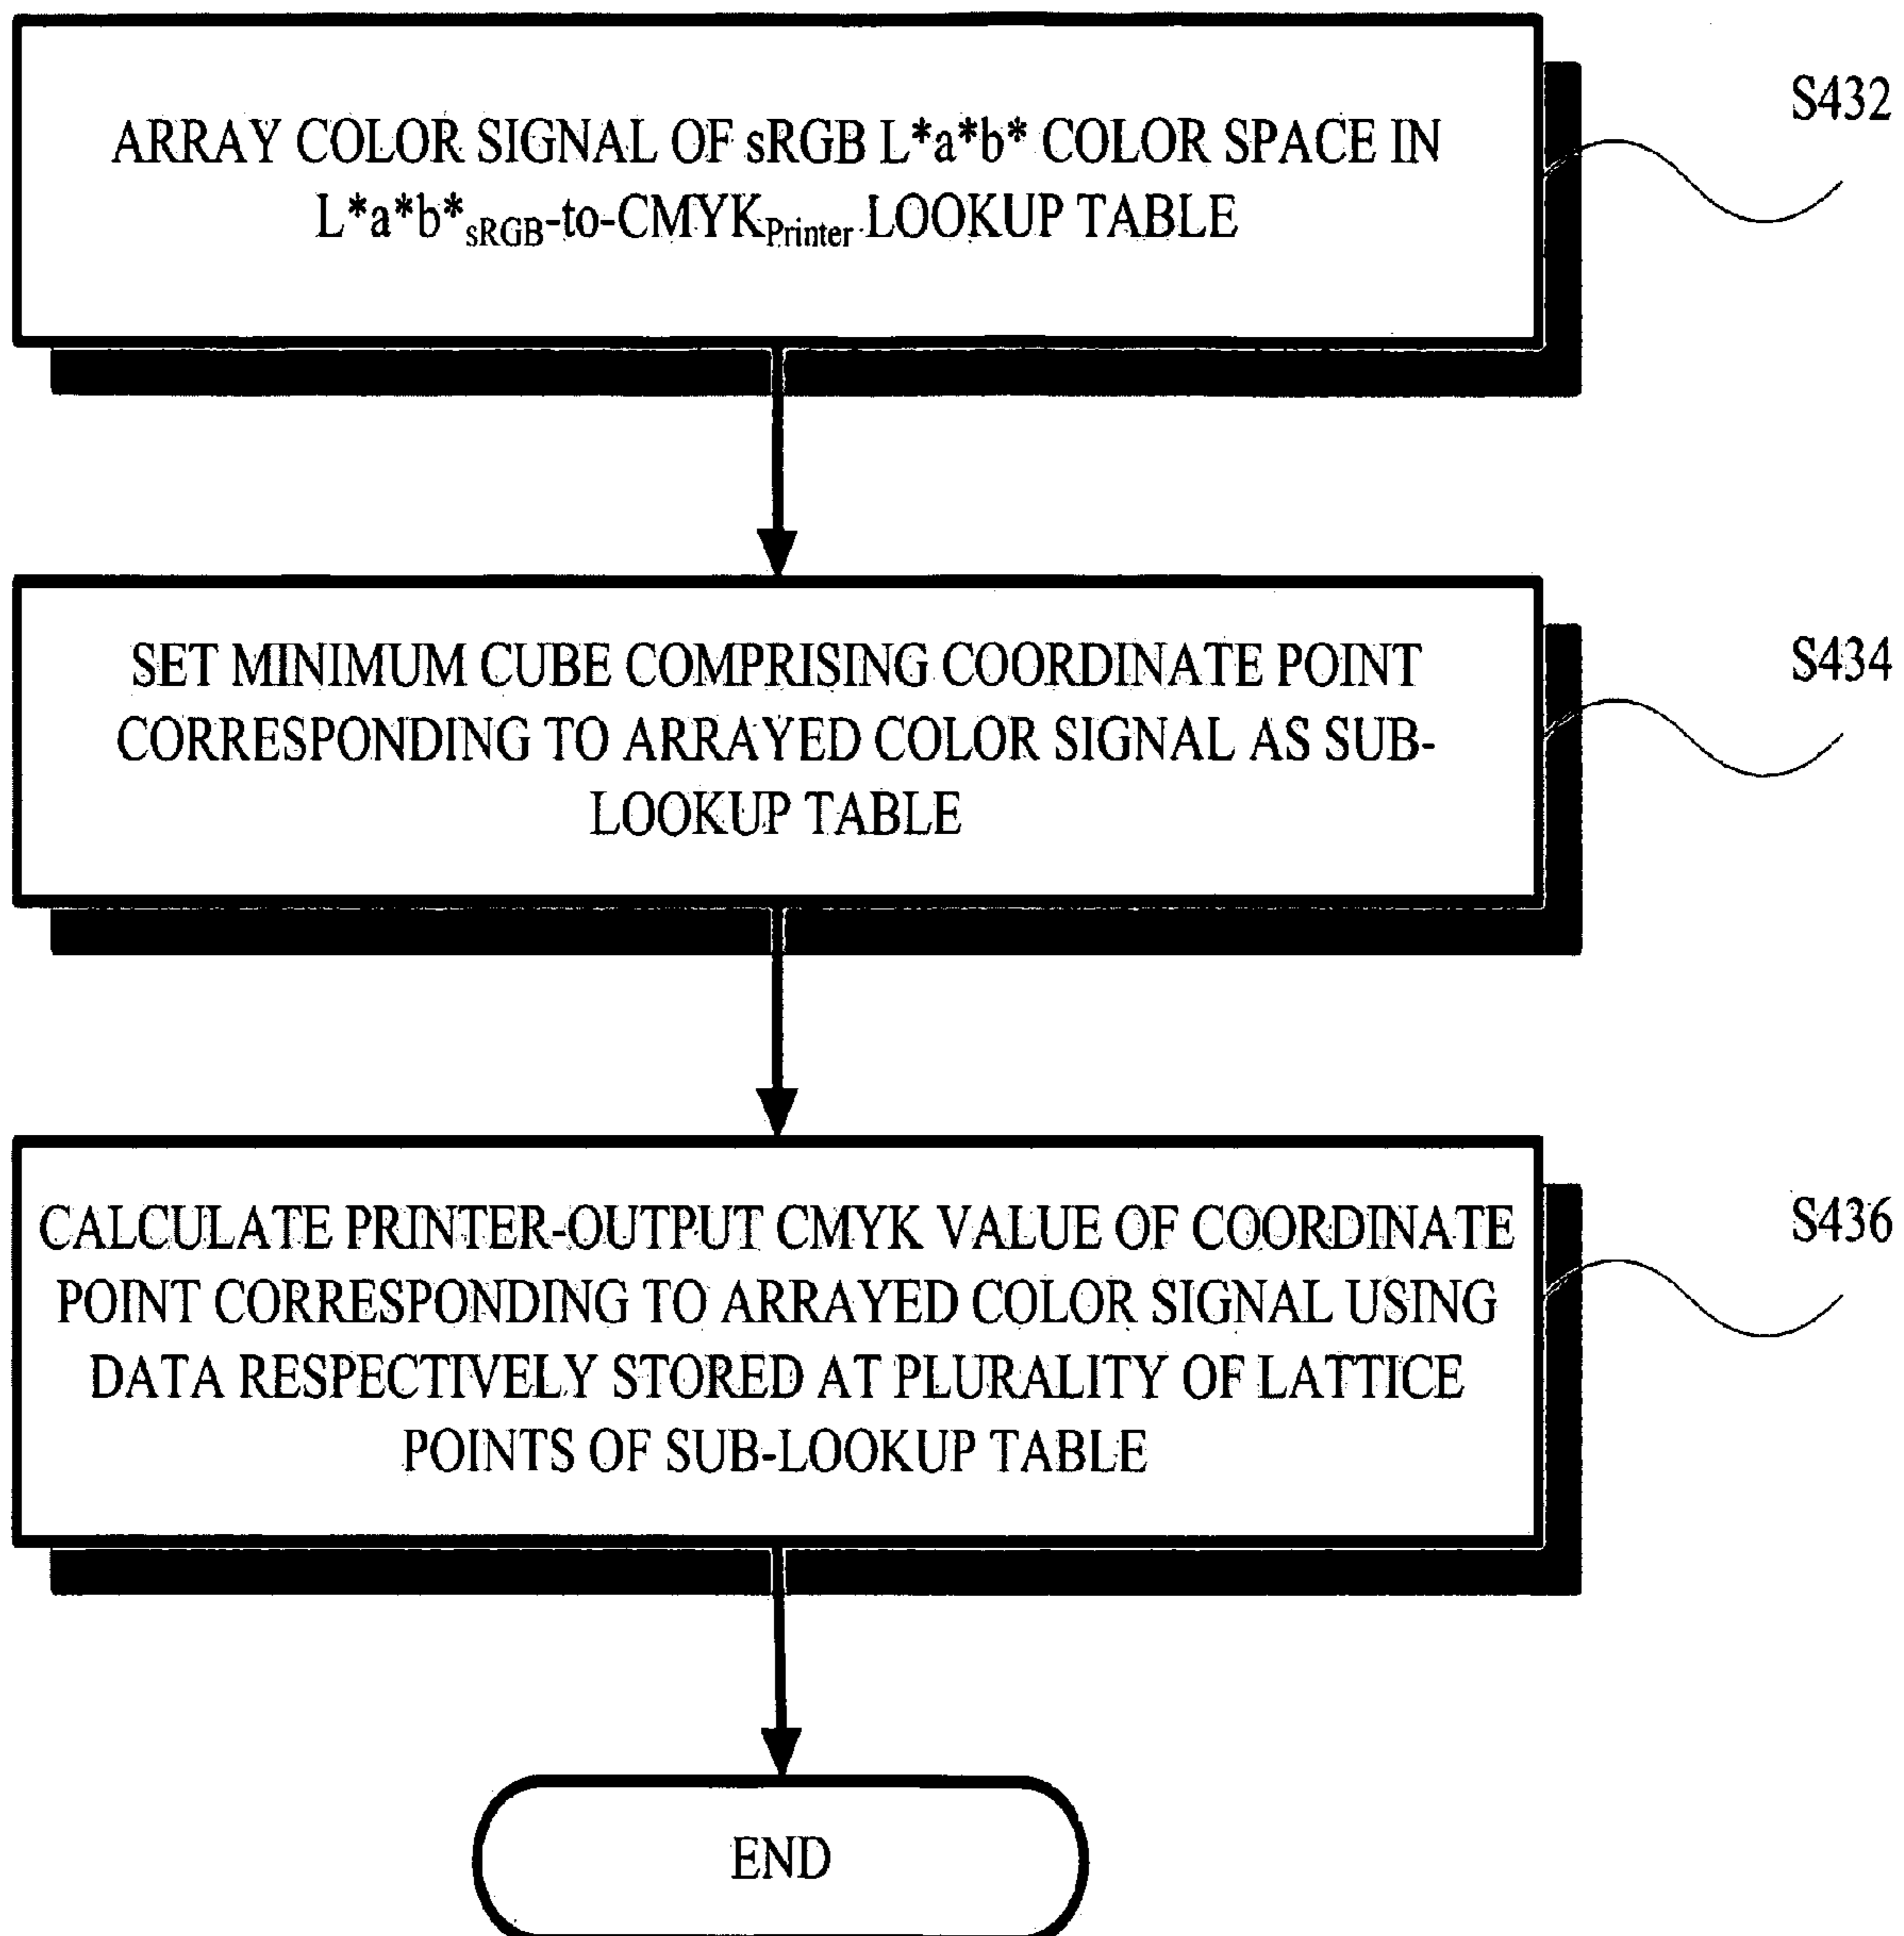 ARRAY COLOR SIGNAL OF sRGB L*a*b* COLOR SPACE IN
L*a*b*sRGB-to-CMYKPrinter LOOKUP TABLE
S432
SET MINIMUM CUBE COMPRISING COORDINATE POINT
CORRESPONDING TO ARRAYED COLOR SIGNAL AS SUB-
LOOKUP TABLE
S434
CALCULATE PRINTER-OUTPUT CMYK VALUE OF COORDINATE
POINT CORRESPONDING TO ARRAYED COLOR SIGNAL USING
DATA RESPECTIVELY STORED AT PLURALITY OF LATTICE
POINTS OF SUB-LOOKUP TABLE
S436
END